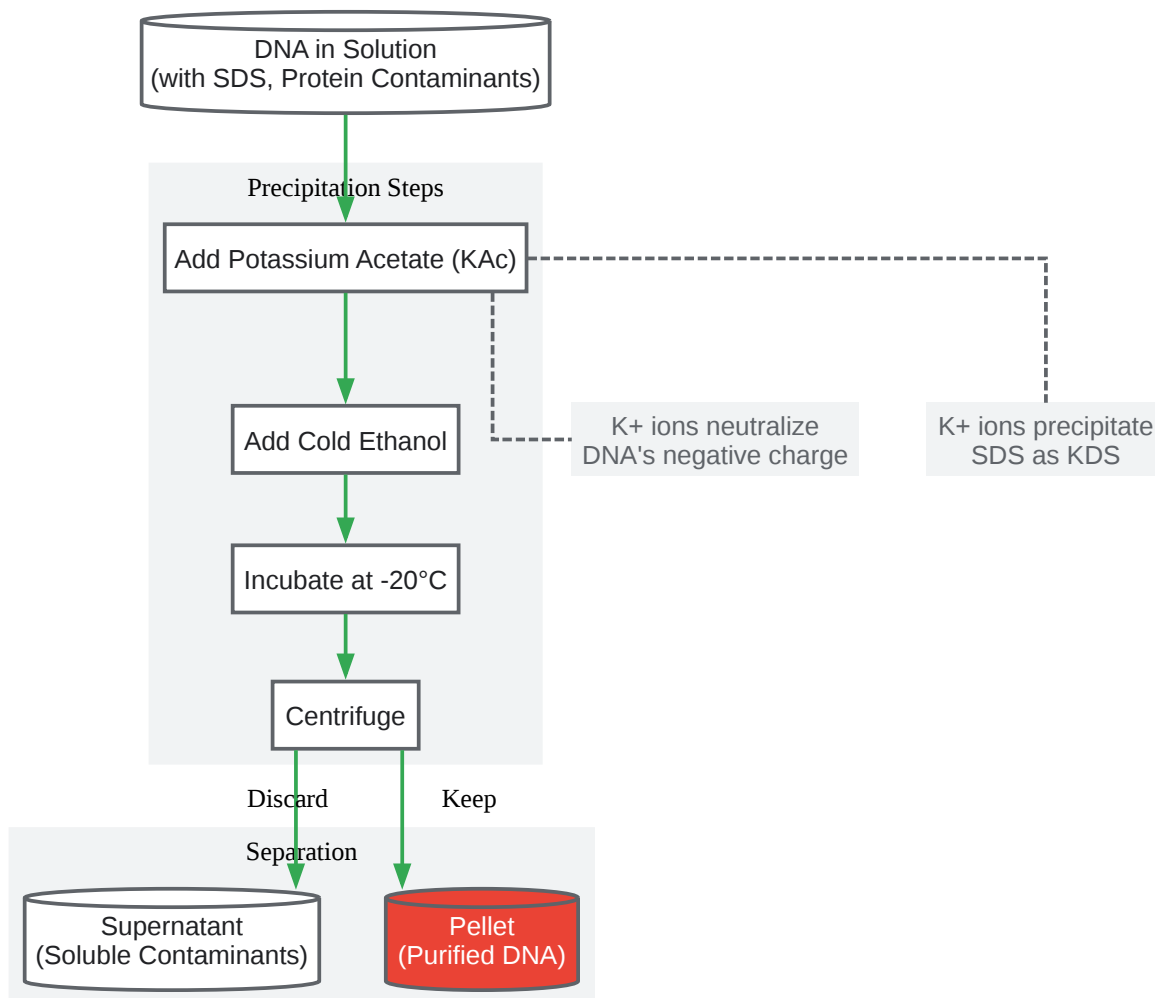 DNA in Solution
(with SDS, Protein Contaminants)
Precipitation Steps
Add Potassium Acetate (KAc)
Add Cold Ethanol
K+ ions neutralize
DNA's negative charge
K+ ions precipitate
SDS as KDS
Incubate at -20°C
Centrifuge
Discard
Keep
Separation
Supernatant
(Soluble Contaminants)
Pellet
(Purified DNA)